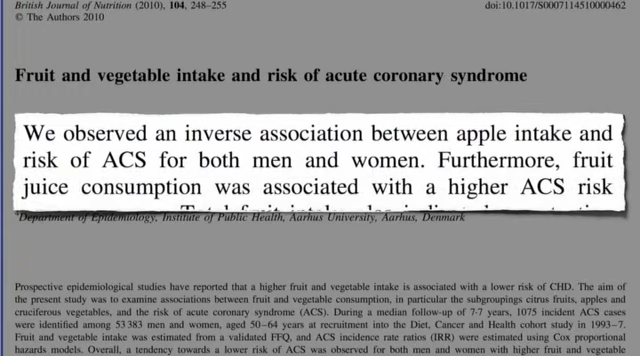 British Journal of Nutrition (2010), 104, 248–255 doi:10.1017/S0007114510000462
© The Authors 2010
Fruit and vegetable intake and risk of acute coronary syndrome
We observed an inverse association between apple intake and
risk of ACS for both men and women. Furthermore, fruit
juice consumption was associated with a higher ACS risk
Department of Epidemiology, Institute of Public Health, Aarhus University, Aarhus, Denmark
Prospective epidemiological studies have reported that a higher fruit and vegetable intake is associated with a lower risk of CHD. The aim of
the present study was to examine associations between fruit and vegetable consumption, in particular the subgroupings citrus fruits, apples and
cruciferous vegetables, and the risk of acute coronary syndrome (ACS). During a median follow-up of 7·7 years, 1075 incident ACS cases
were identified among 53 383 men and women, aged 50–64 years at recruitment into the Diet, Cancer and Health cohort study in 1993–7.
Fruit and vegetable intake was estimated from a validated FFQ, and ACS incidence rate ratios (IRR) were estimated using Cox proportional
hazards models. Overall, a tendency towards a lower risk of ACS was observed for both men and women with higher fruit and vegetable